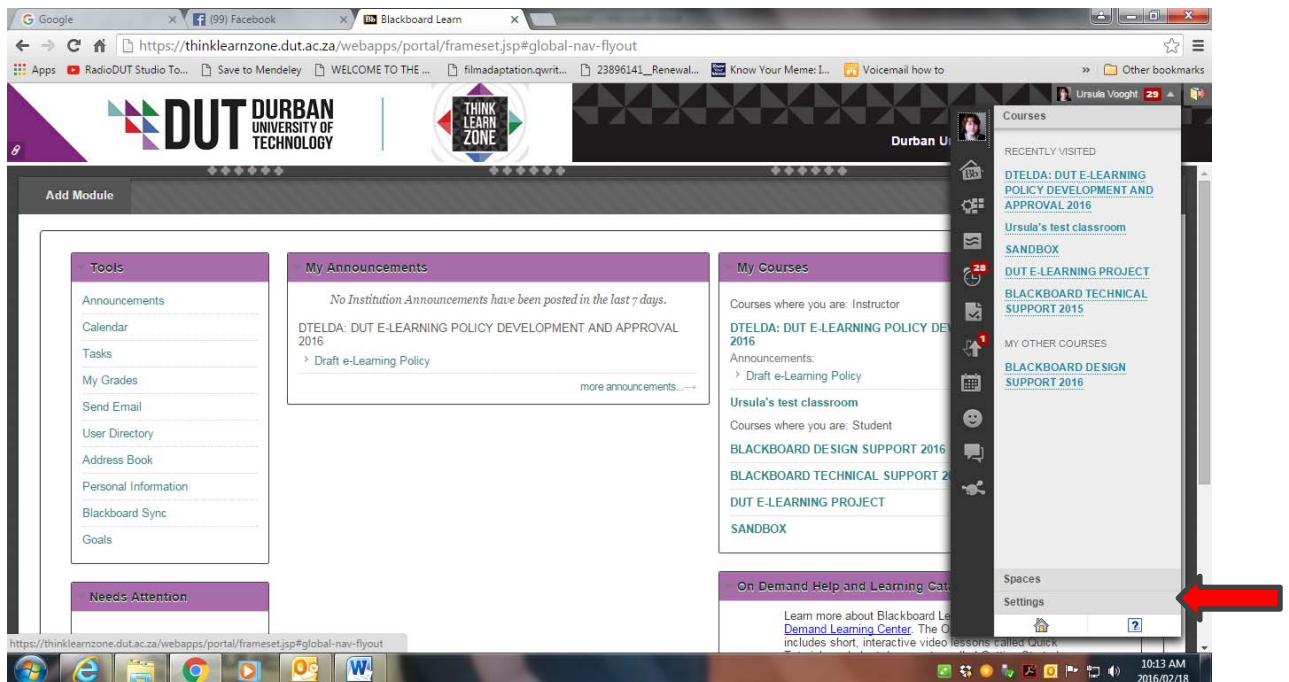 Google
(99) Facebook
Blackboard Learn
https://thinklearnzone.dut.ac.za/webapps/portal/frameset.jsp#global-nav-flyout
Apps RadioDUT Studio To... Save to Mendeley WELCOME TO THE ... filmadaptation.qwrit... 23896141__Renewal... Know Your Meme: I... Voicemail how to » Other bookmarks
Ursula Vooght 29
DUT DURBAN
UNIVERSITY OF
TECHNOLOGY
THINK
LEARN
ZONE
Durban U
Add Module
Tools
Announcements
Calendar
Tasks
My Grades
Send Email
User Directory
Address Book
Personal Information
Blackboard Sync
Goals
Needs Attention
My Announcements
No Institution Announcements have been posted in the last 7 days.
DTELDA: DUT E-LEARNING POLICY DEVELOPMENT AND APPROVAL
2016
Draft e-Learning Policy
more announcements...→
My Courses
Courses where you are: Instructor
DTELDA: DUT E-LEARNING POLICY DEV
2016
Announcements:
Draft e-Learning Policy
Ursula's test classroom
Courses where you are: Student
BLACKBOARD DESIGN SUPPORT 2016
BLACKBOARD TECHNICAL SUPPORT 2
DUT E-LEARNING PROJECT
SANDBOX
On Demand Help and Learning Cat
Learn more about Blackboard Le
Demand Learning Center. The O
includes short, interactive video lessons called Quick
Bb
28
1
Courses
RECENTLY VISITED
DTELDA: DUT E-LEARNING
POLICY DEVELOPMENT AND
APPROVAL 2016
Ursula's test classroom
SANDBOX
DUT E-LEARNING PROJECT
BLACKBOARD TECHNICAL
SUPPORT 2015
MY OTHER COURSES
BLACKBOARD DESIGN
SUPPORT 2016
Spaces
Settings
?
https://thinklearnzone.dut.ac.za/webapps/portal/frameset.jsp#global-nav-flyout
10:13 AM
2016/02/18